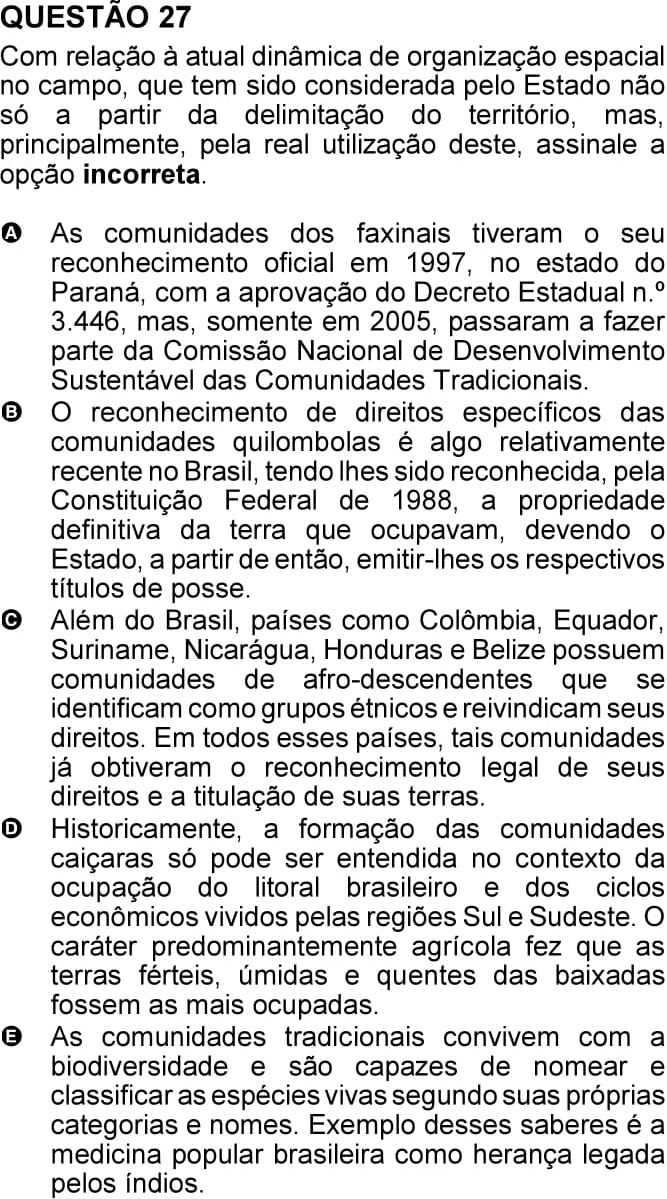 QUESTÃO 27
Com relação à atual dinâmica de organização espacial
no campo, que tem sido considerada pelo Estado não
só a partir da delimitação do território, mas,
principalmente, pela real utilização deste, assinale a
opção incorreta.
A As comunidades dos faxinais tiveram o seu
reconhecimento oficial em 1997, no estado do
Paraná, com a aprovação do Decreto Estadual n.º
3.446, mas, somente em 2005, passaram a fazer
parte da Comissão Nacional de Desenvolvimento
Sustentável das Comunidades Tradicionais.
B O reconhecimento de direitos específicos das
comunidades quilombolas é algo relativamente
recente no Brasil, tendo lhes sido reconhecida, pela
Constituição Federal de 1988, a propriedade
definitiva da terra que ocupavam, devendo o
Estado, a partir de então, emitir-lhes os respectivos
títulos de posse.
C Além do Brasil, países como Colômbia, Equador,
Suriname, Nicarágua, Honduras e Belize possuem
comunidades de afro-descendentes que se
identificam como grupos étnicos e reivindicam seus
direitos. Em todos esses países, tais comunidades
já obtiveram o reconhecimento legal de seus
direitos e a titulação de suas terras.
D Historicamente, a formação das comunidades
caiçaras só pode ser entendida no contexto da
ocupação do litoral brasileiro e dos ciclos
econômicos vividos pelas regiões Sul e Sudeste. O
caráter predominantemente agrícola fez que as
terras férteis, úmidas e quentes das baixadas
fossem as mais ocupadas.
E As comunidades tradicionais convivem com a
biodiversidade e são capazes de nomear e
classificar as espécies vivas segundo suas próprias
categorias e nomes. Exemplo desses saberes é a
medicina popular brasileira como herança legada
pelos índios.